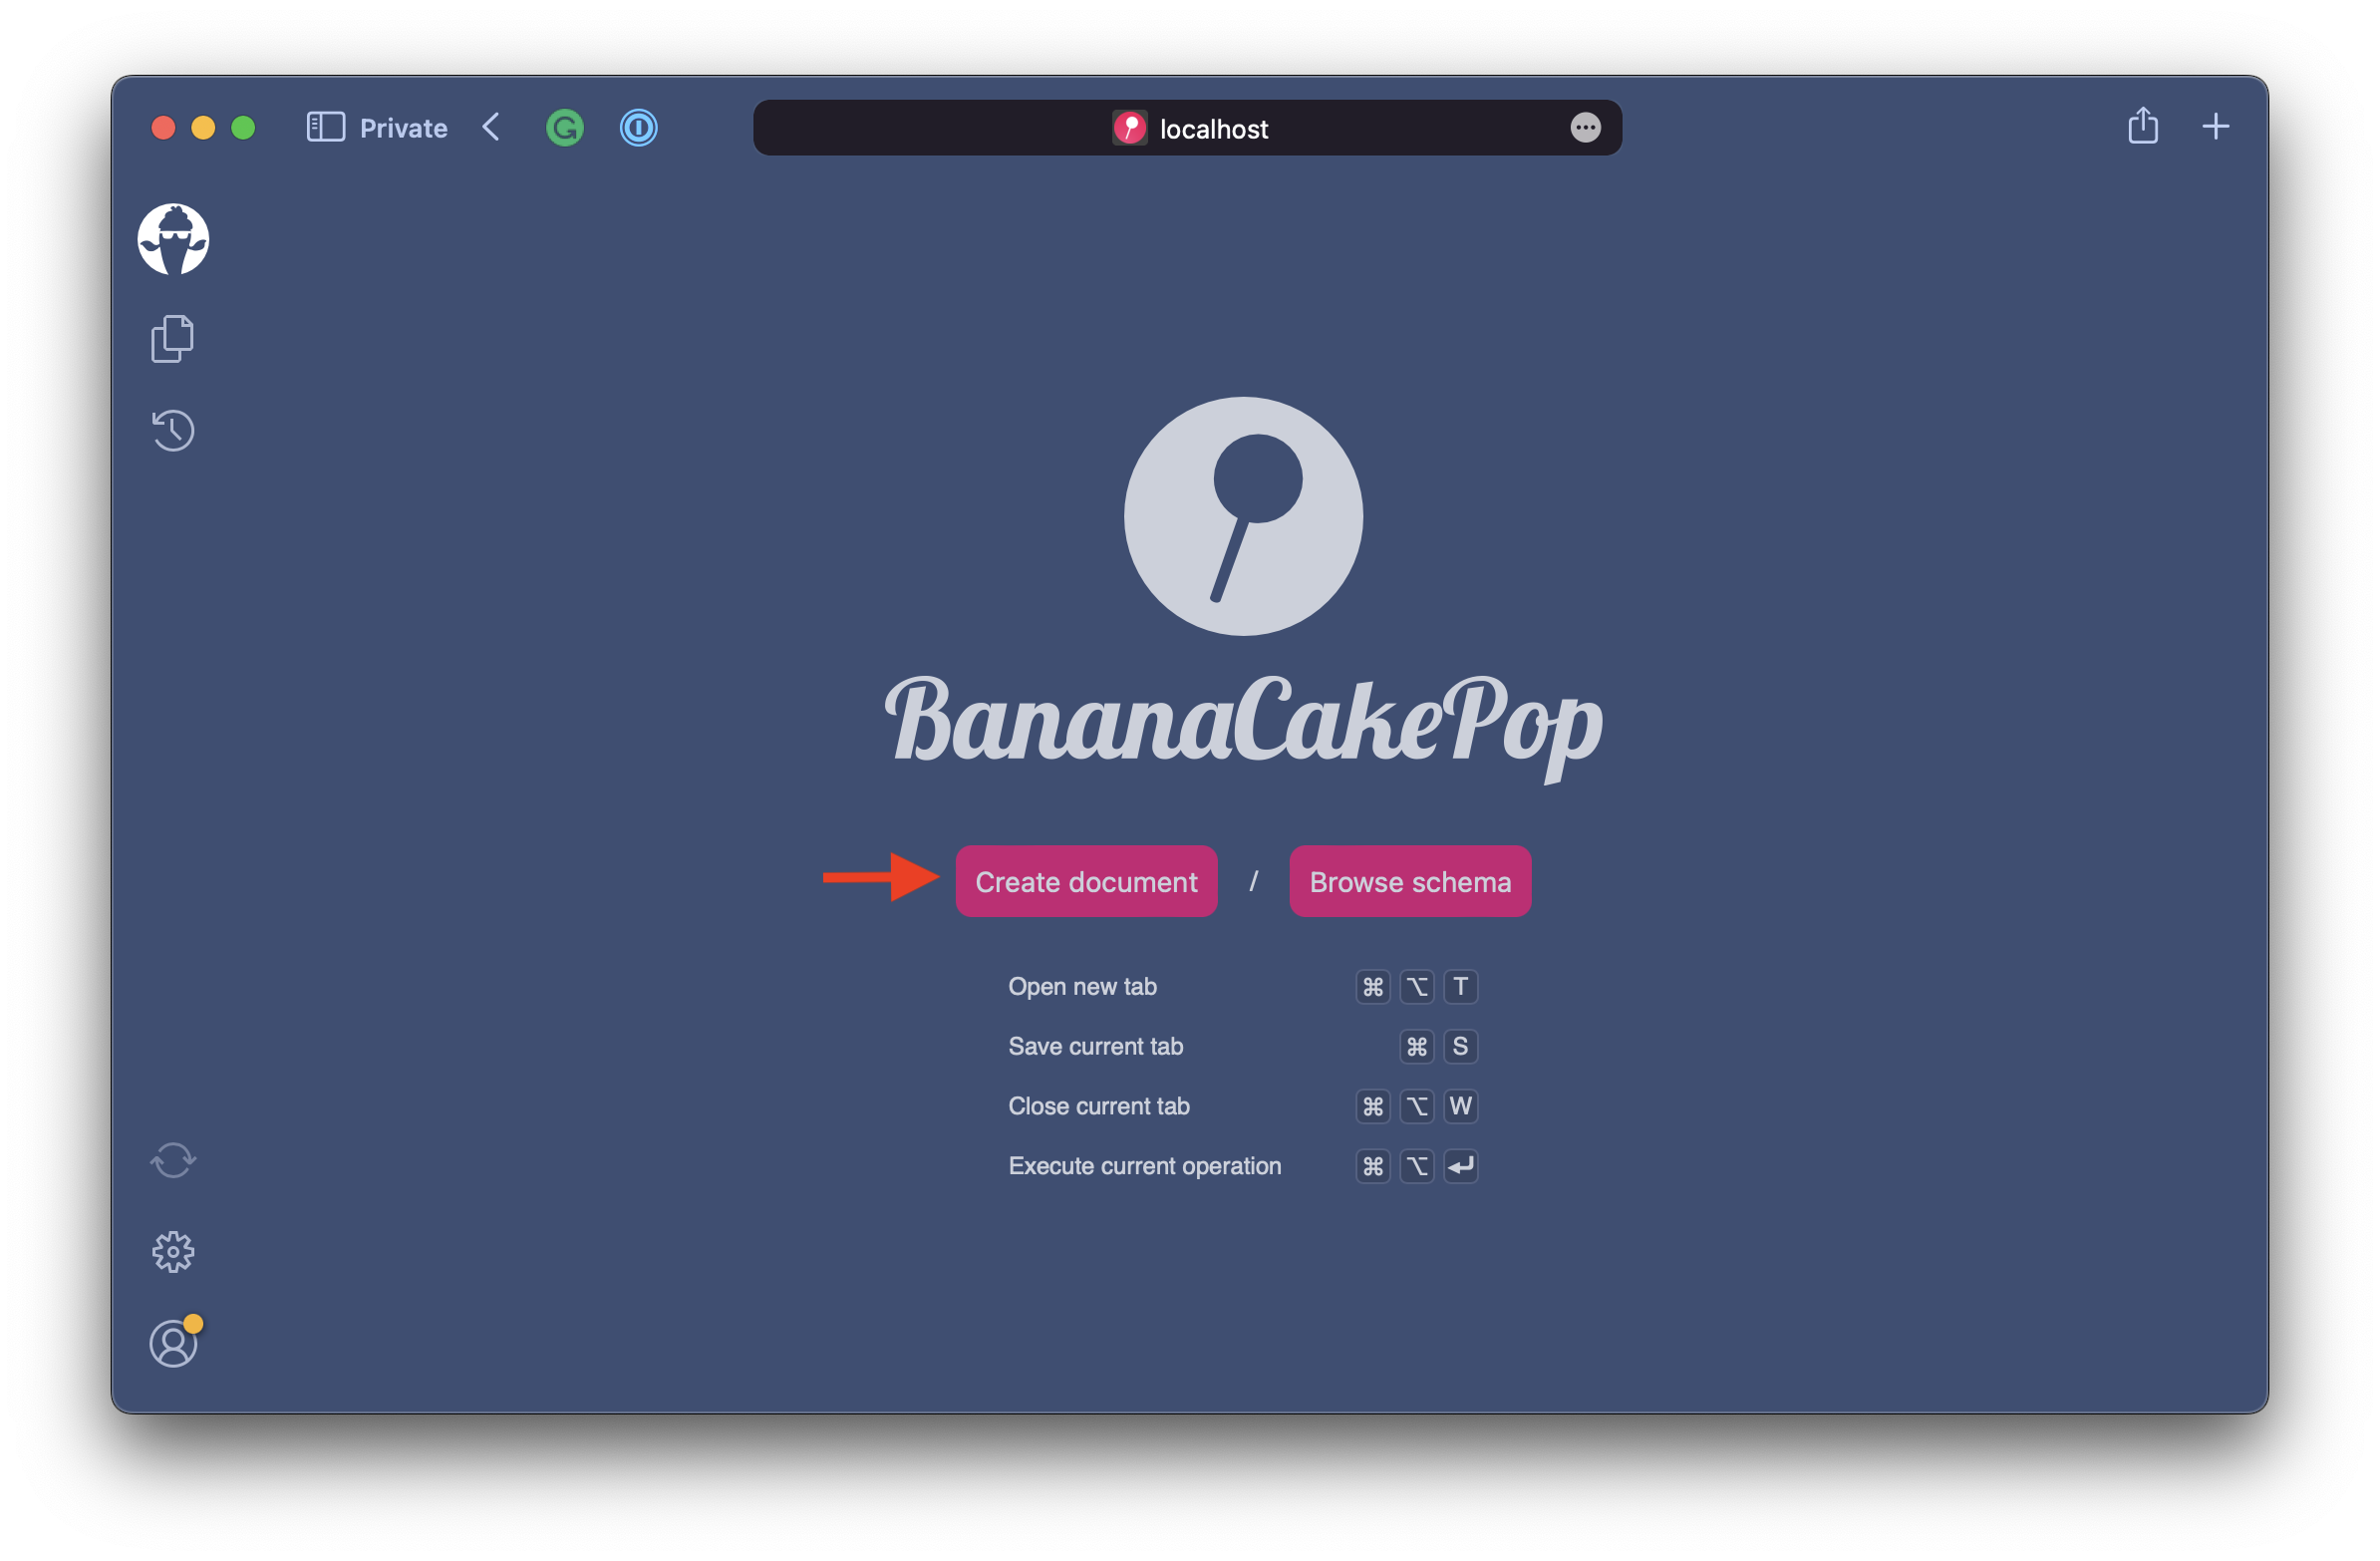 Private
localhost
BananaCakePop
Create document / Browse schema
Open new tab ⌘ ⌥ T
Save current tab ⌘ S
Close current tab ⌘ ⌥ W
Execute current operation ⌘ ⌥ ↵